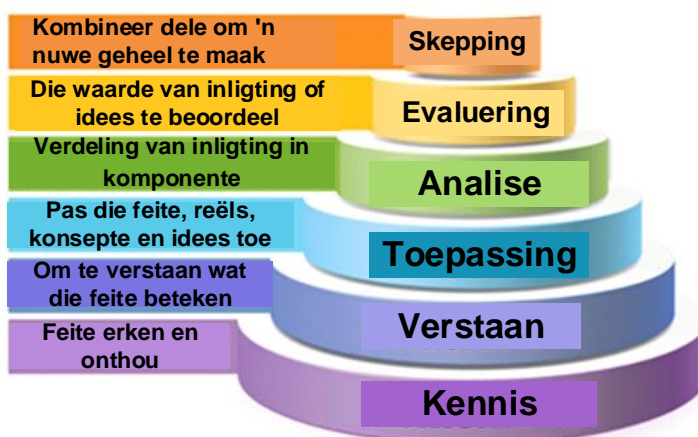 Kombineer dele om 'n
nuwe geheel te maak
Skepping
Die waarde van inligting of
idees te beoordeel
Evaluering
Verdeling van inligting in
komponente
Analise
Pas die feite, reëls,
konsepte en idees toe
Toepassing
Om te verstaan wat
die feite beteken
Verstaan
Feite erken en
onthou
Kennis